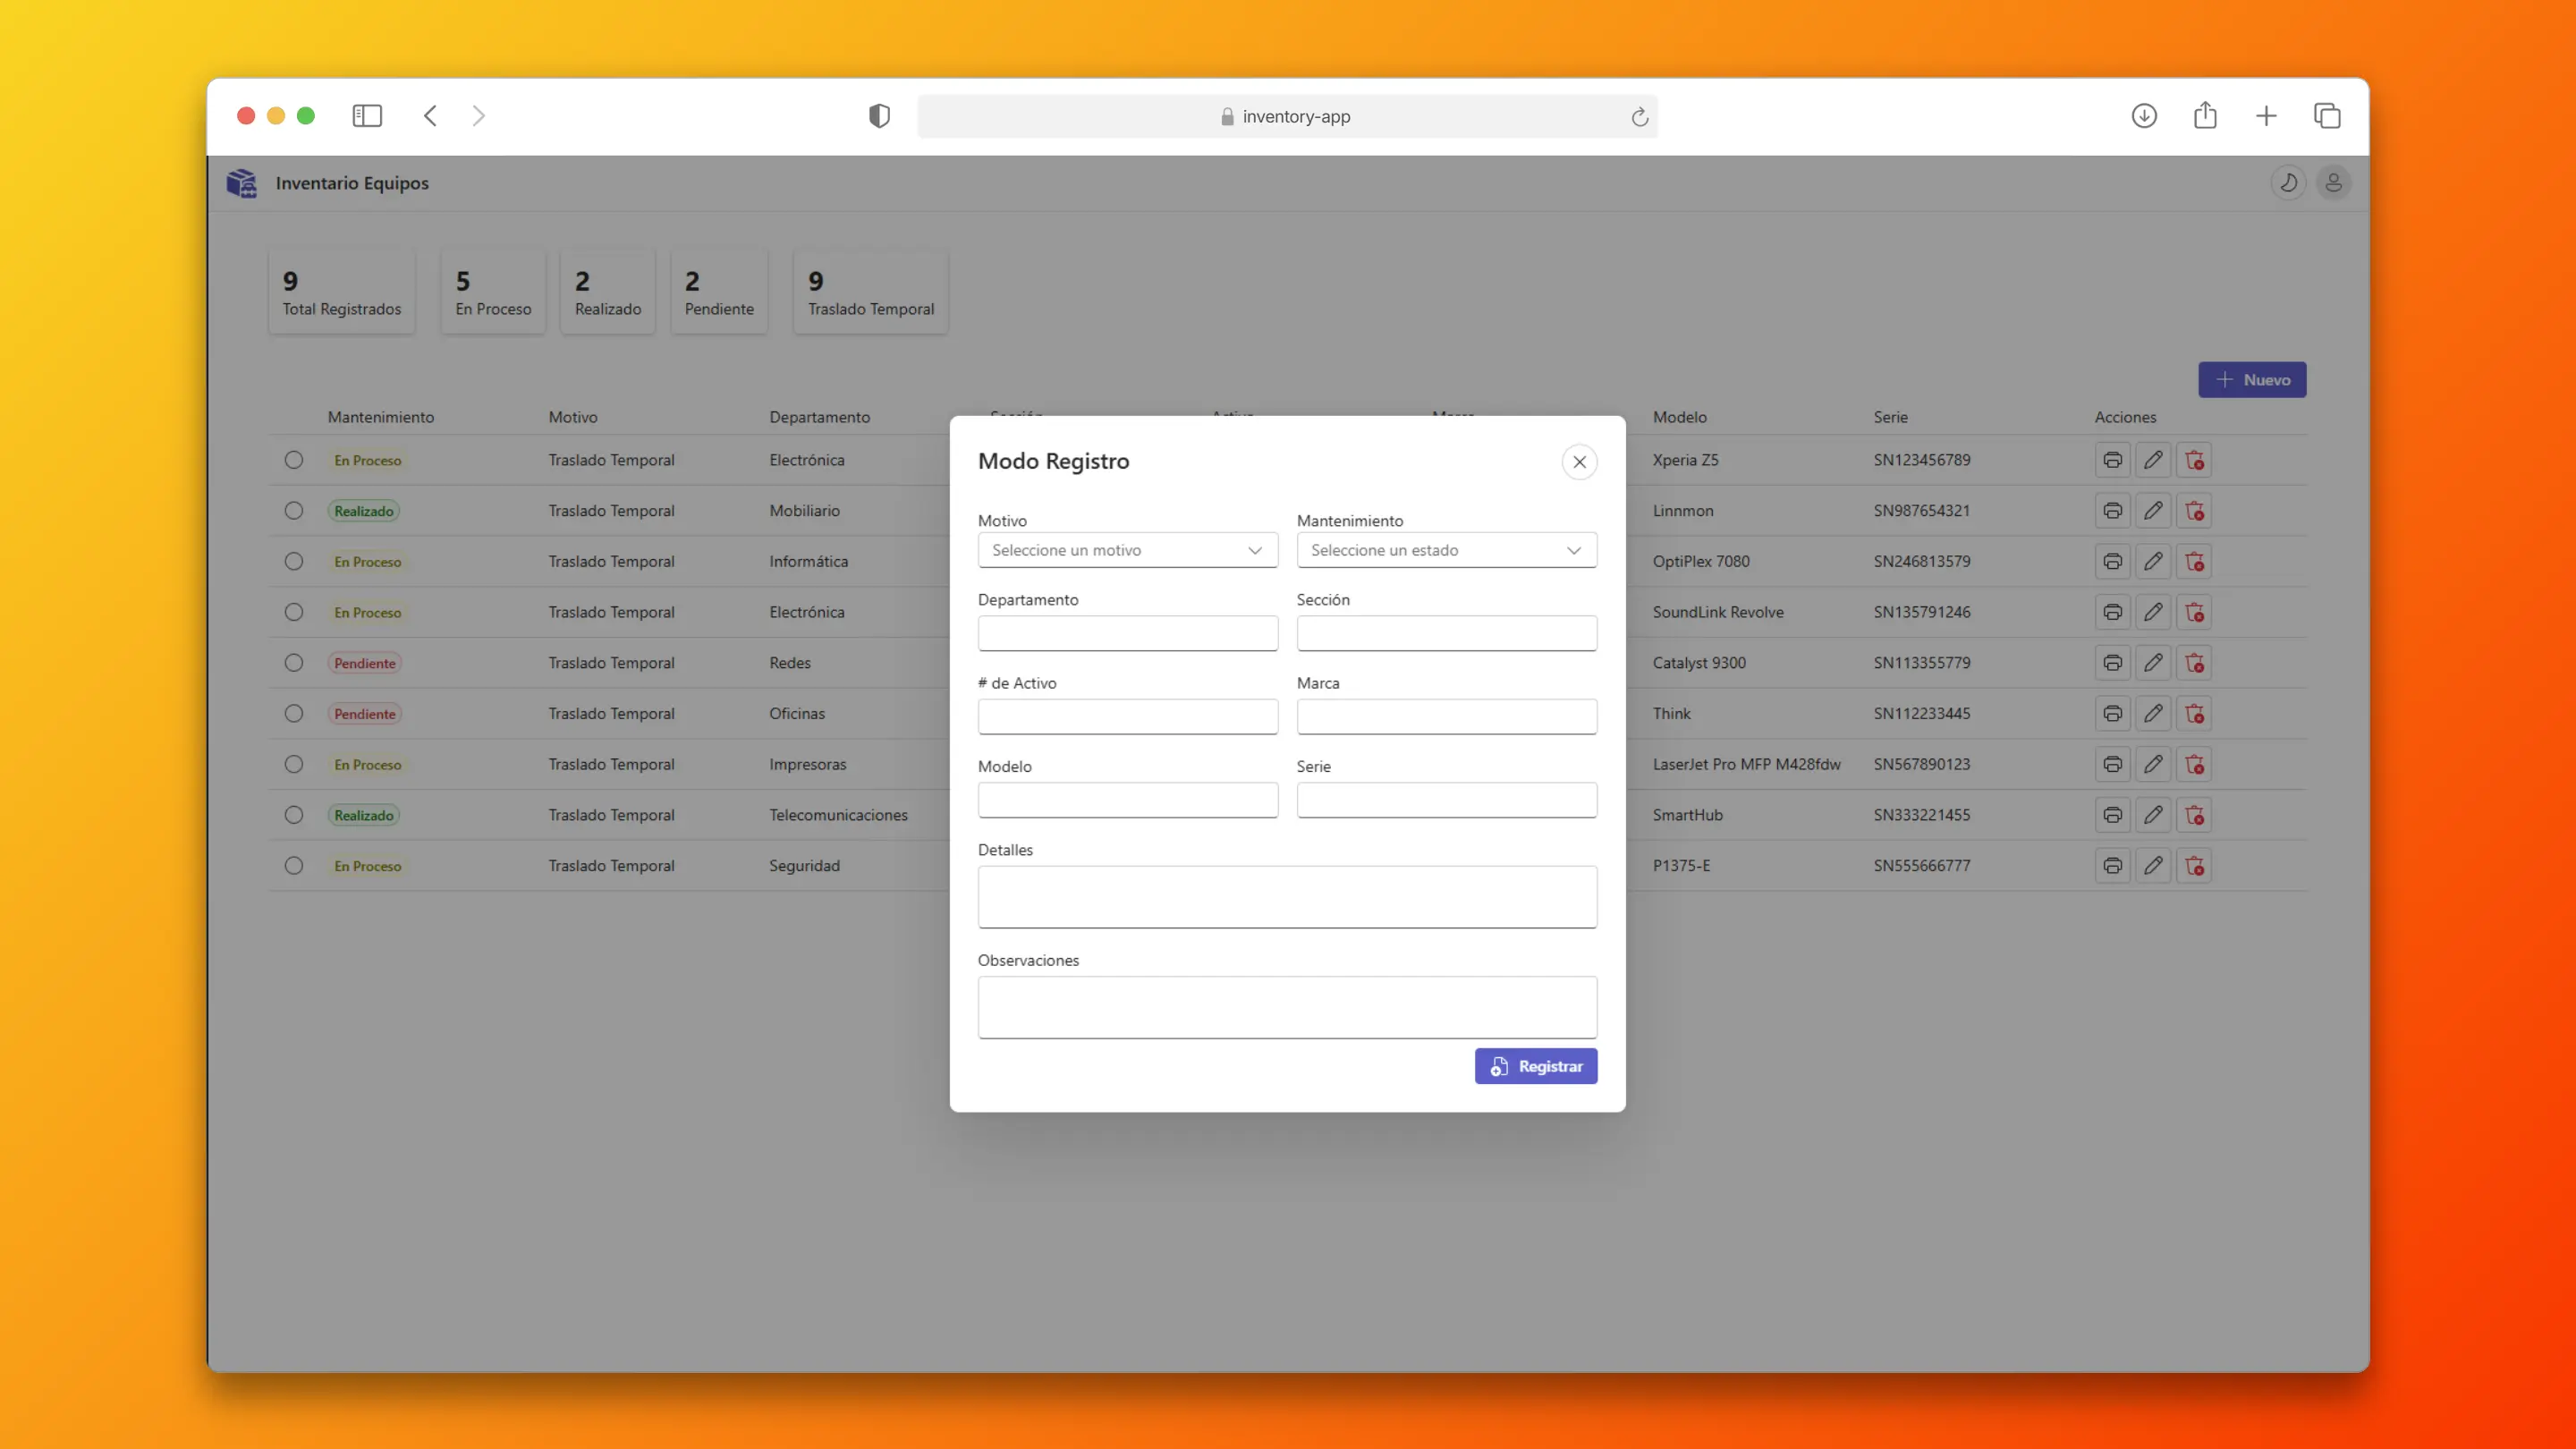 inventory-app
Inventario Equipos
9 5 2 2 9
Total Registrados En Proceso Realizado Pendiente Traslado Temporal
Nuevo
Mantenimiento Motivo Departamento Sección Activo Marca Modelo Serie Acciones
En Proceso Traslado Temporal Electrónica Xperia Z5 SN123456789
Realizado Traslado Temporal Mobiliario Linnmon SN987654321
En Proceso Traslado Temporal Informática OptiPlex 7080 SN246813579
En Proceso Traslado Temporal Electrónica SoundLink Revolve SN135791246
Pendiente Traslado Temporal Redes Catalyst 9300 SN113355779
Pendiente Traslado Temporal Oficinas Think SN112233445
En Proceso Traslado Temporal Impresoras LaserJet Pro MFP M428fdw SN567890123
Realizado Traslado Temporal Telecomunicaciones SmartHub SN333221455
En Proceso Traslado Temporal Seguridad P1375-E SN555666777
Modo Registro
Motivo Mantenimiento
Seleccione un motivo Seleccione un estado
Departamento Sección
# de Activo Marca
Modelo Serie
Detalles
Observaciones
Registrar